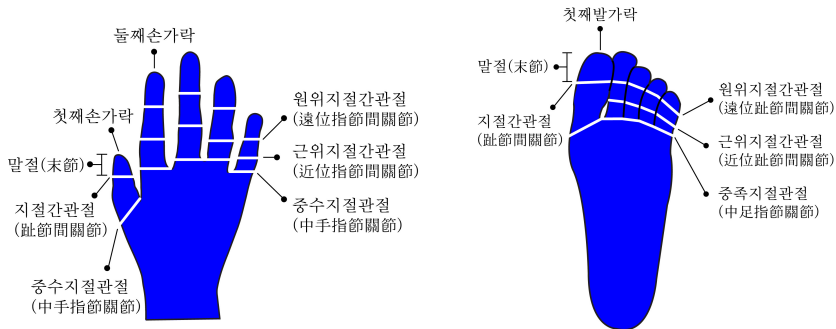 둘째손가락
첫째손가락
말절(末節)
지절간관절
(趾節間關節)
중수지절관절
(中手指節關節)
원위지절간관절
(遠位指節間關節)
근위지절간관절
(近位指節間關節)
중수지절관절
(中手指節關節)
첫째발가락
말절(末節)
지절간관절
(趾節間關節)
원위지절간관절
(遠位趾節間關節)
근위지절간관절
(近位趾節間關節)
중족지절관절
(中足指節關節)